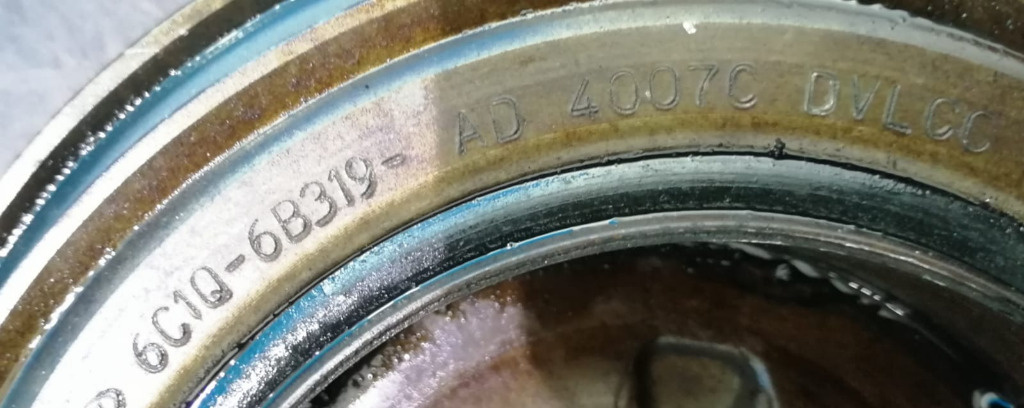 6C1Q-6B319- AD 4007C DVLCC